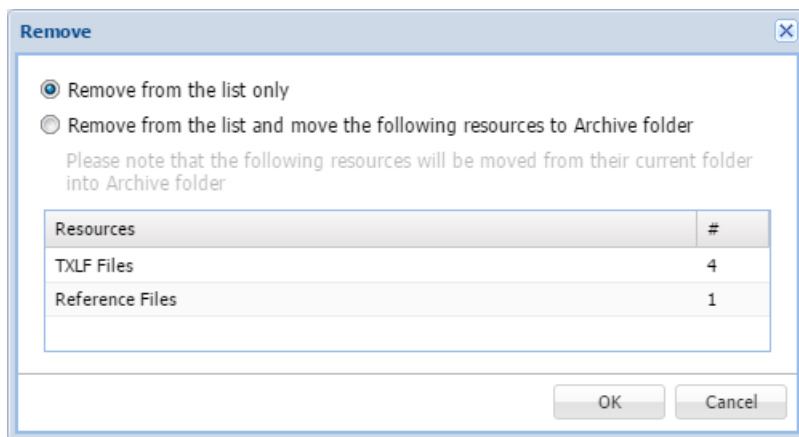 Remove
Remove from the list only
Remove from the list and move the following resources to Archive folder
Please note that the following resources will be moved from their current folder
into Archive folder
Resources #
TXLF Files 4
Reference Files 1
OK Cancel